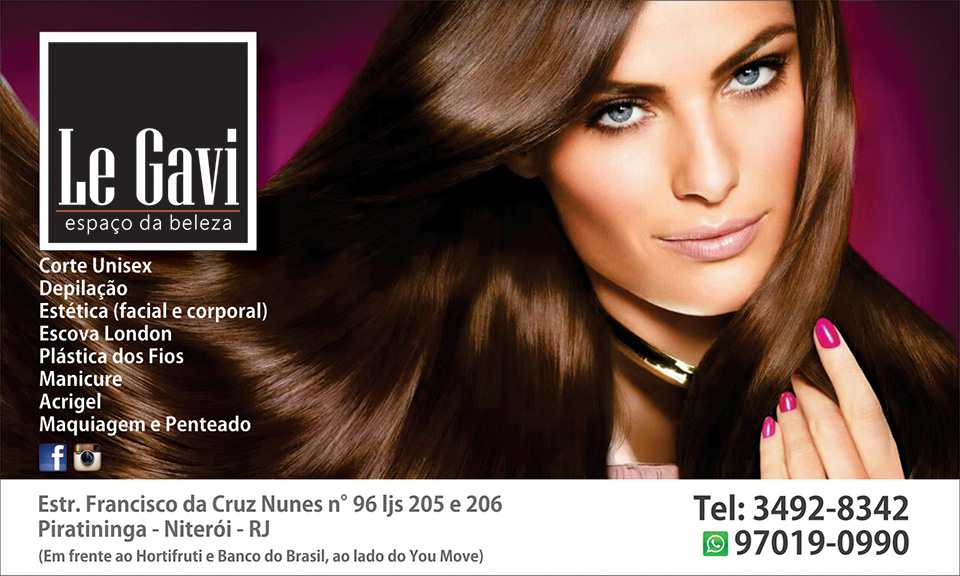 Le Gavi
espaço da beleza
Corte Unisex
Depilação
Estética (facial e corporal)
Escova London
Plástica dos Fios
Manicure
Acrigel
Maquiagem e Penteado
f
Estr. Francisco da Cruz Nunes n° 96 ljs 205 e 206
Piratininga - Niterói - RJ
(Em frente ao Hortifruti e Banco do Brasil, ao lado do You Move)
Tel: 3492-8342
97019-0990